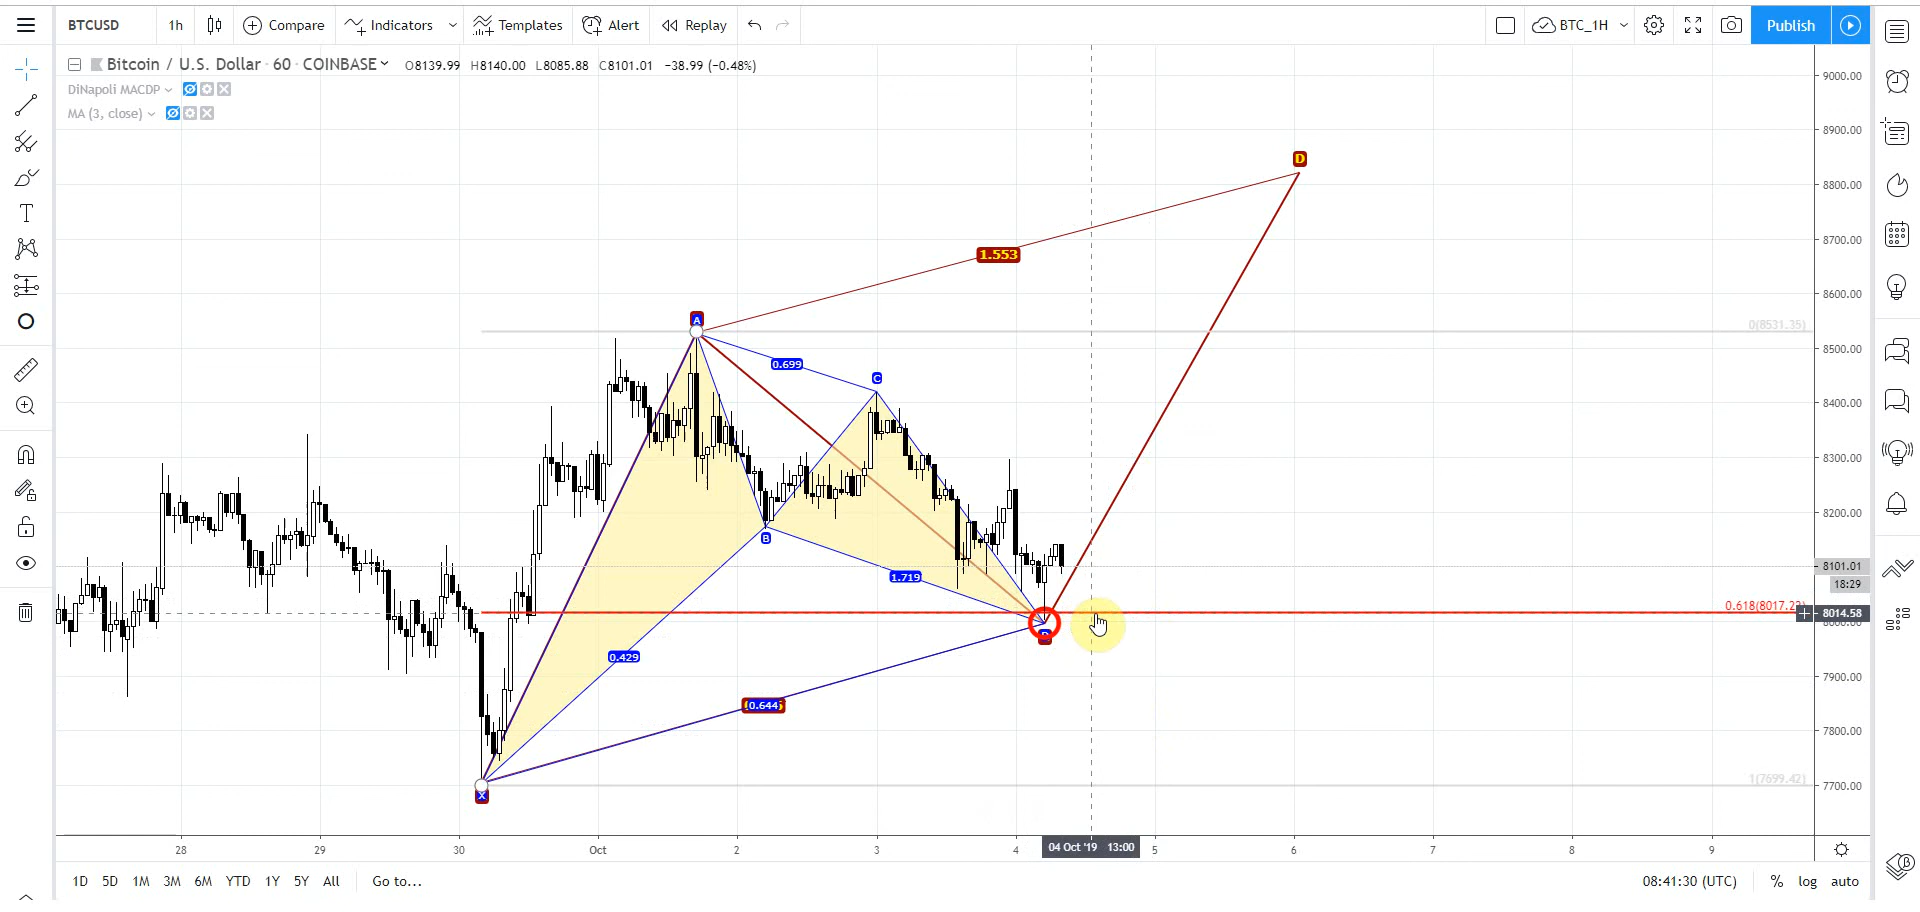 BTCUSD 1h Compare Indicators Templates Alert Replay BTC_1H Publish
Bitcoin / U.S. Dollar · 60 · COINBASE O8139.99 H8140.00 L8085.88 C8101.01 −38.99 (−0.48%)
DiNapoli MACDP
MA (3, close)
9000.00
8900.00
D
8800.00
8700.00
1.553
8600.00
A
0(8531.35)
8500.00
0.699
C
8400.00
8300.00
8200.00
B
8101.01
1.719
18:29
0.618(8017.22)
8014.58
8000.00
0.429
7900.00
0.644
7800.00
1(7699.42)
7700.00
X
28 29 30 Oct 2 3 4 04 Oct '19 13:00 5 6 7 8 9
1D 5D 1M 3M 6M YTD 1Y 5Y All Go to... 08:41:30 (UTC) % log auto